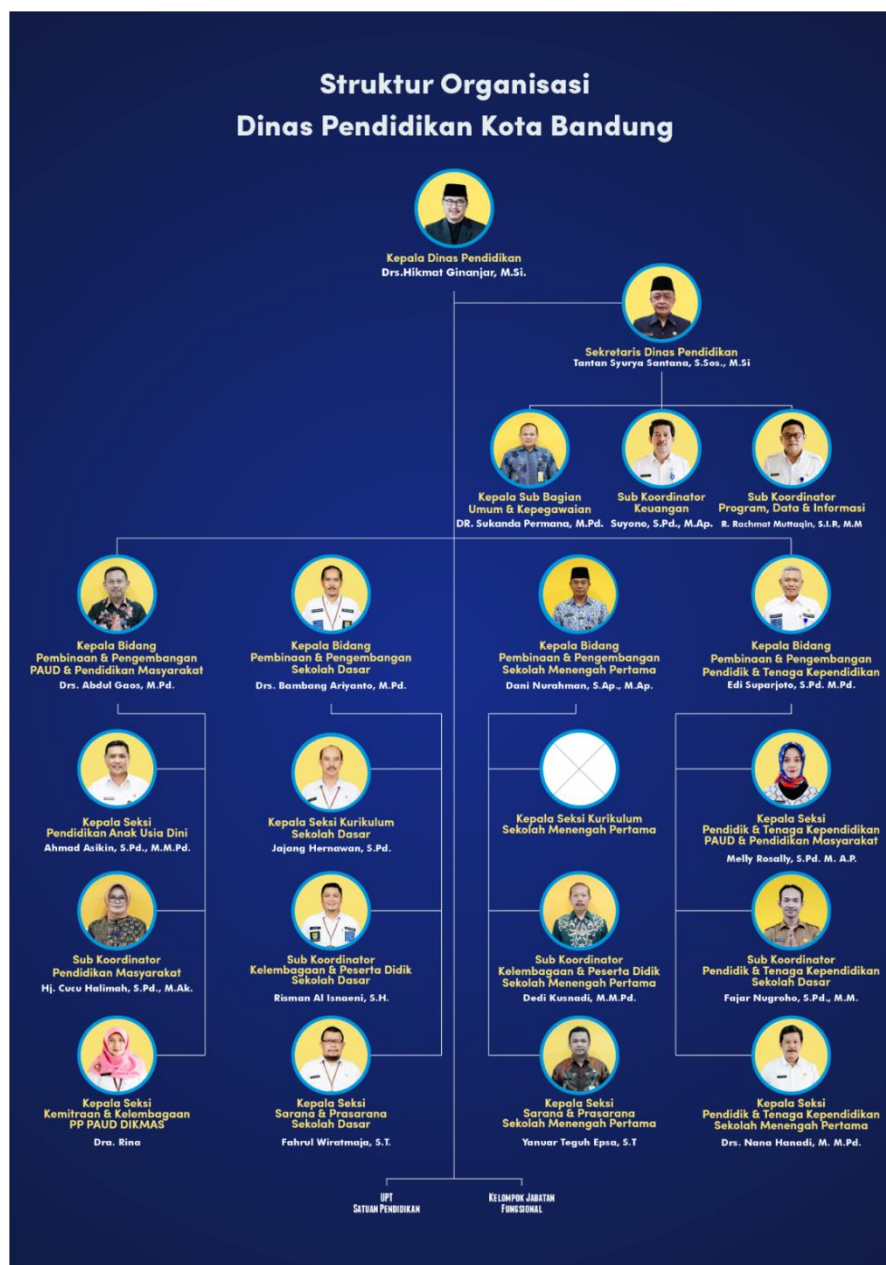 Struktur Organisasi
Dinas Pendidikan Kota Bandung
Kepala Dinas Pendidikan
Drs.Hikmat Ginanjar, M.Si.
Sekretaris Dinas Pendidikan
Tantan Syurya Santana, S.Sos., M.Si
Kepala Sub Bagian
Umum & Kepegawaian
DR. Sukanda Permana, M.Pd.
Sub Koordinator
Keuangan
Suyono, S.Pd., M.Ap.
Sub Koordinator
Program, Data & Informasi
R. Rachmat Muttaqin, S.I.P, M.M
Kepala Bidang
Pembinaan & Pengembangan
PAUD & Pendidikan Masyarakat
Drs. Abdul Gaos, M.Pd.
Kepala Bidang
Pembinaan & Pengembangan
Sekolah Dasar
Drs. Bambang Ariyanto, M.Pd.
Kepala Bidang
Pembinaan & Pengembangan
Sekolah Menengah Pertama
Dani Nurahman, S.Ap., M.Ap.
Kepala Bidang
Pembinaan & Pengembangan
Pendidik & Tenaga Kependidikan
Edi Suparjoto, S.Pd. M.Pd.
Kepala Seksi
Pendidikan Anak Usia Dini
Ahmad Asikin, S.Pd., M.M.Pd.
Kepala Seksi Kurikulum
Sekolah Dasar
Jajang Hernawan, S.Pd.
Kepala Seksi Kurikulum
Sekolah Menengah Pertama
Kepala Seksi
Pendidik & Tenaga Kependidikan
PAUD & Pendidikan Masyarakat
Melly Rosally, S.Pd. M. A.P.
Sub Koordinator
Pendidikan Masyarakat
Hj. Cucu Halimah, S.Pd., M.Ak.
Sub Koordinator
Kelembagaan & Peserta Didik
Sekolah Dasar
Risman Al Isnaeni, S.H.
Sub Koordinator
Kelembagaan & Peserta Didik
Sekolah Menengah Pertama
Dedi Kusnadi, M.M.Pd.
Sub Koordinator
Pendidik & Tenaga Kependidikan
Sekolah Dasar
Fajar Nugroho, S.Pd., M.M.
Kepala Seksi
Kemitraan & Kelembagaan
PP PAUD DIKMAS
Dra. Rina
Kepala Seksi
Sarana & Prasarana
Sekolah Dasar
Fahrul Wiratmaja, S.T.
Kepala Seksi
Sarana & Prasarana
Sekolah Menengah Pertama
Yanuar Teguh Epsa, S.T
Kepala Seksi
Pendidik & Tenaga Kependidikan
Sekolah Menengah Pertama
Drs. Nana Hanadi, M. M.Pd.
UPT
Satuan Pendidikan
Kelompok Jabatan
Fungsional